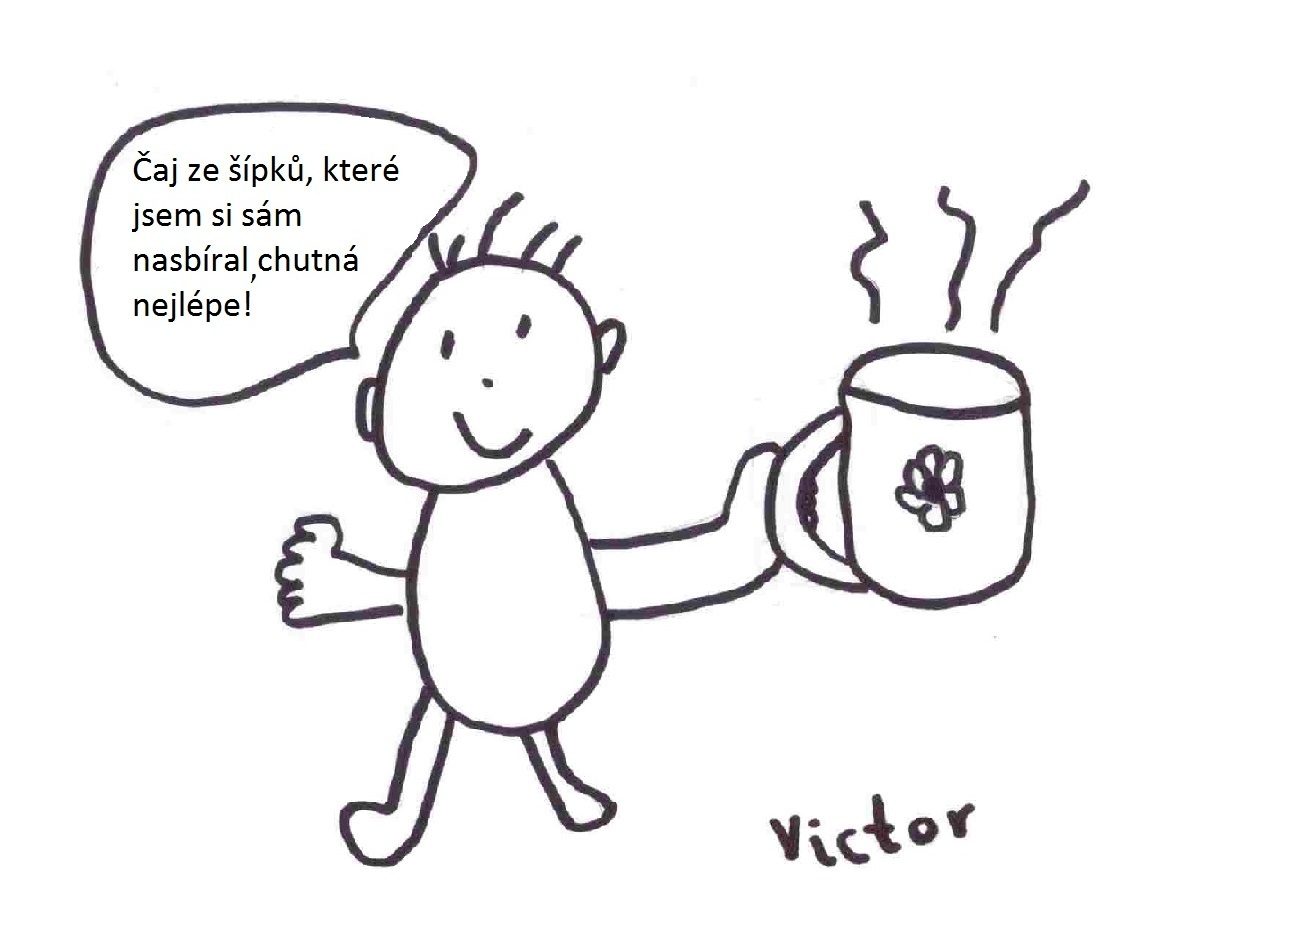 Čaj ze šípků, které
jsem si sám
nasbíral,chutná
nejlépe!
Victor